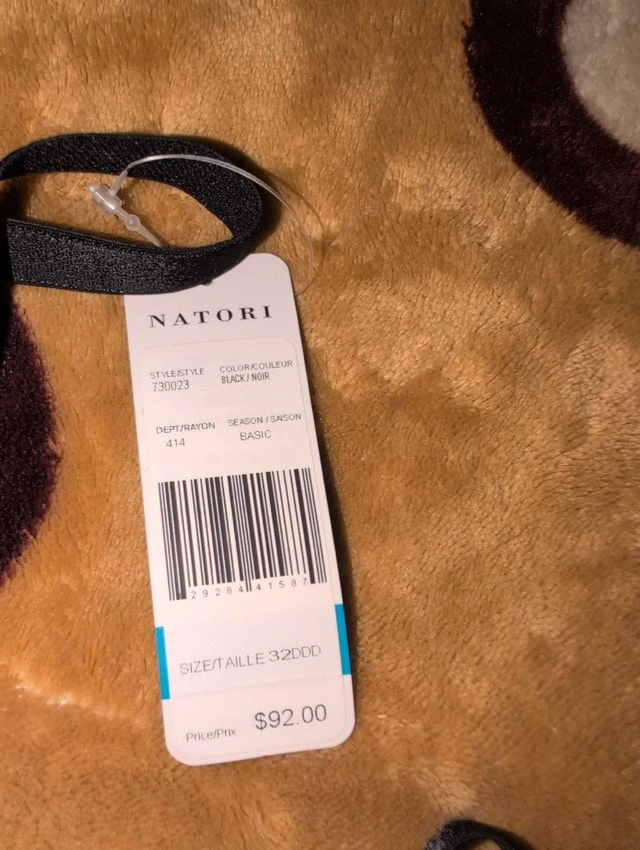 NATORI
STYLE/STYLE COLOR/COULEUR
730023 BLACK / NOIR
DEPT/RAYON SEASON / SAISON
414 BASIC
29284 41587
SIZE/TAILLE 32DDD
Price/Prix $92.00